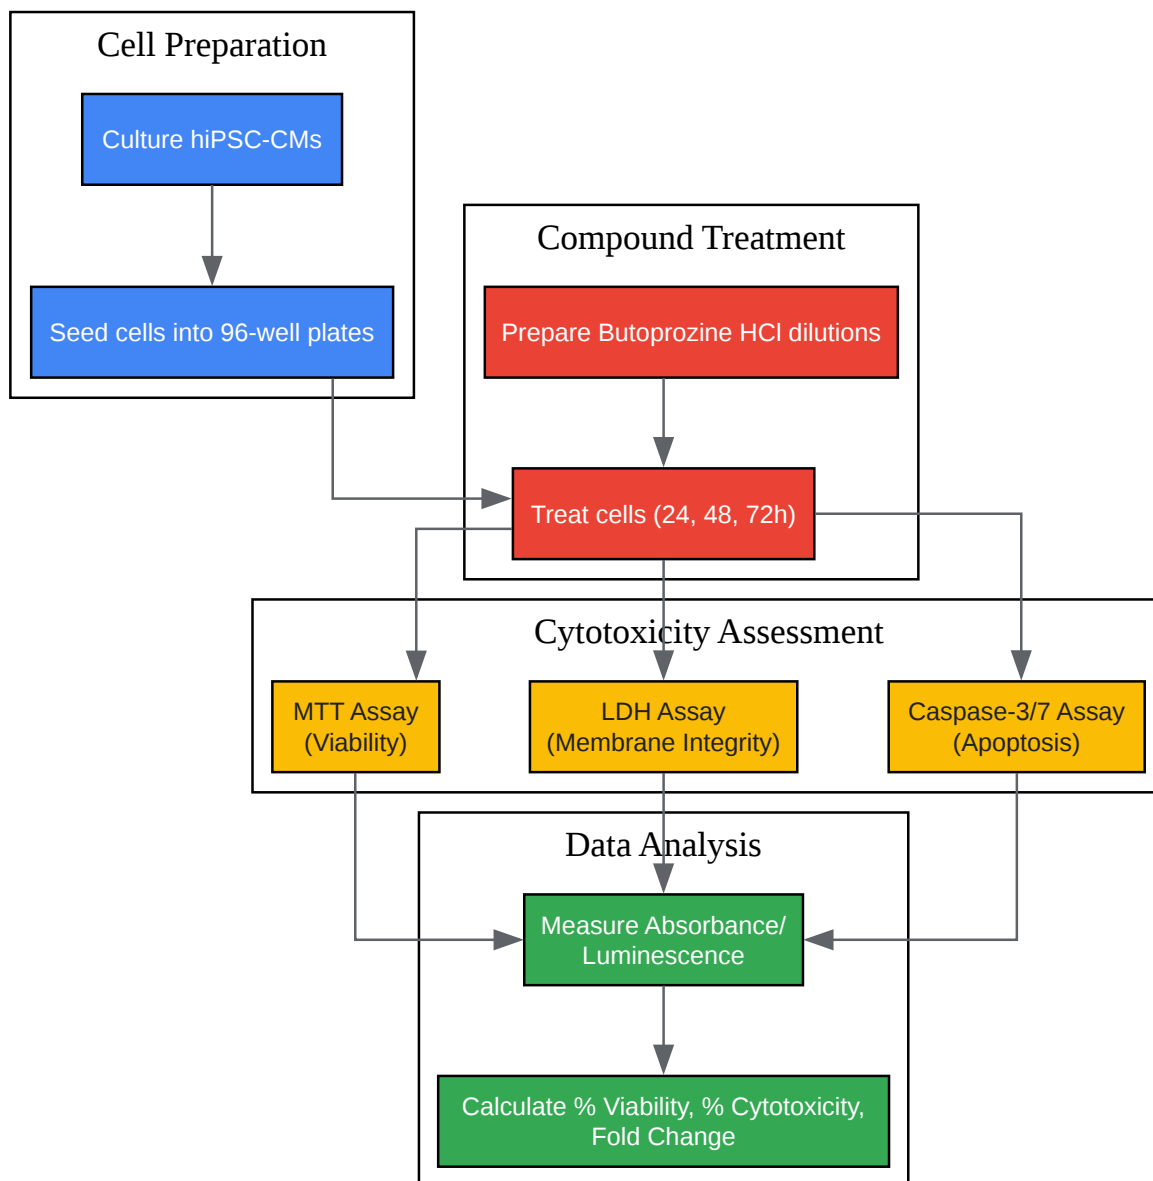 Cell Preparation
Culture hiPSC-CMs
Seed cells into 96-well plates
Compound Treatment
Prepare Butoprozine HCl dilutions
Treat cells (24, 48, 72h)
Cytotoxicity Assessment
MTT Assay
(Viability)
LDH Assay
(Membrane Integrity)
Caspase-3/7 Assay
(Apoptosis)
Data Analysis
Measure Absorbance/
Luminescence
Calculate % Viability, % Cytotoxicity,
Fold Change